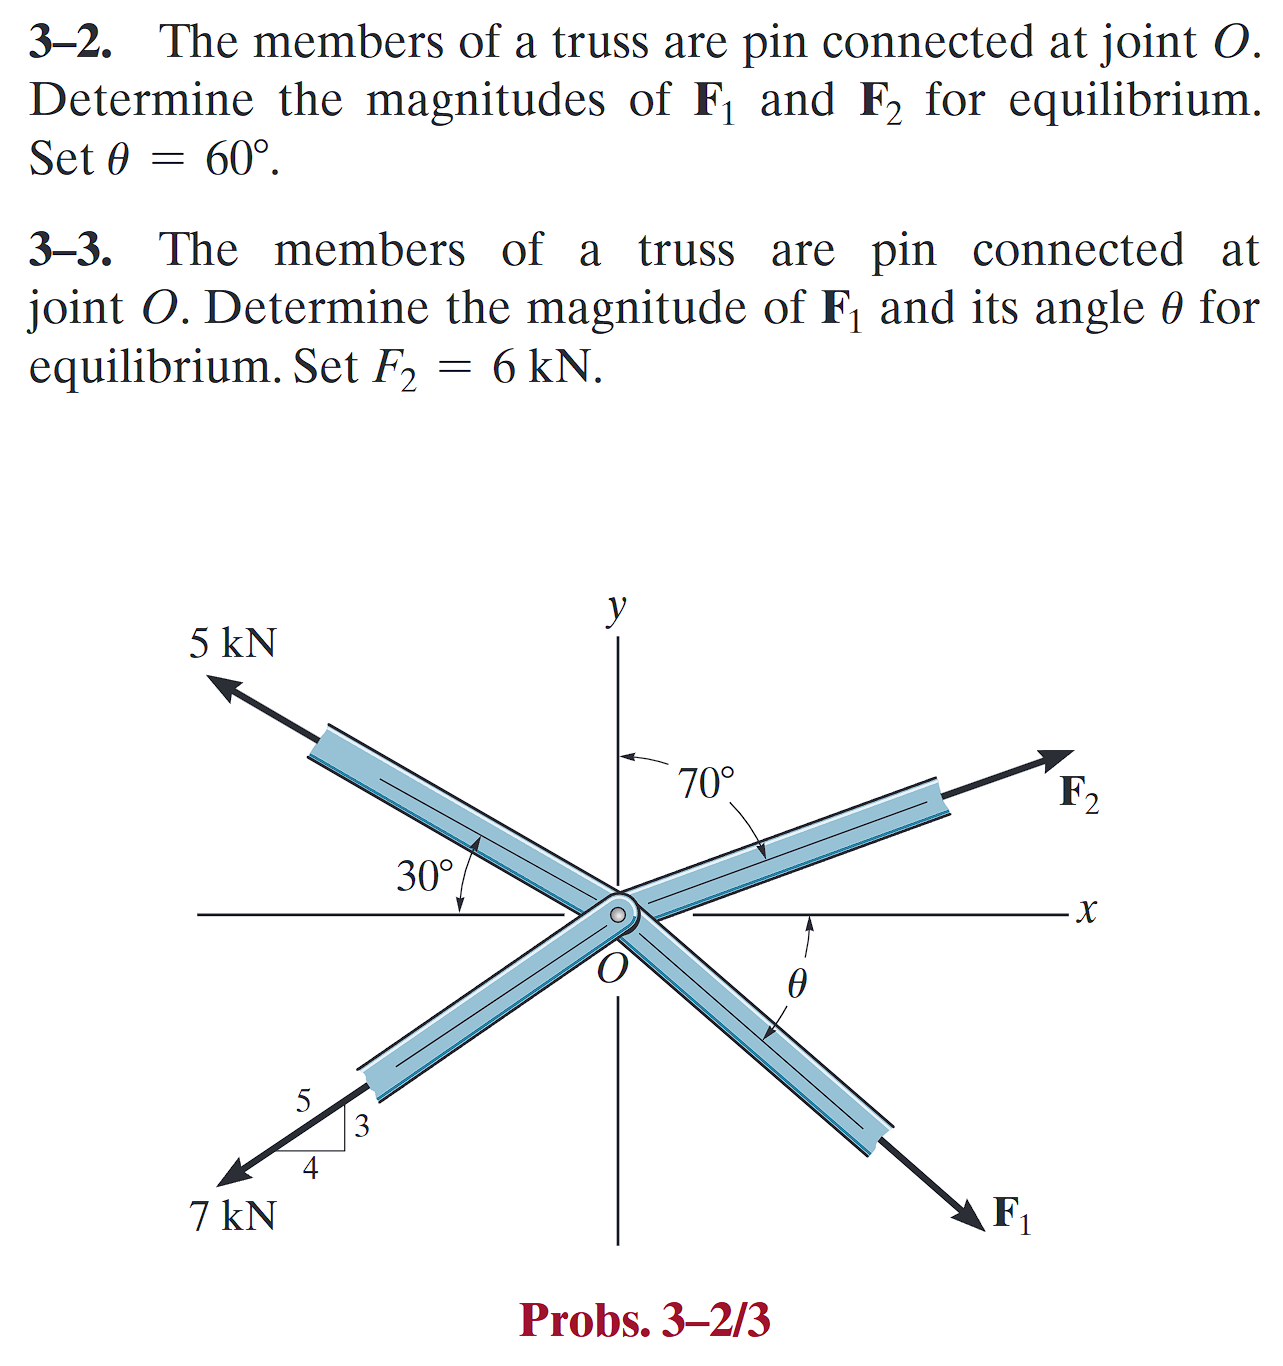 3–2. The members of a truss are pin connected at joint O.
Determine the magnitudes of F₁ and F₂ for equilibrium.
Set θ = 60°.
3–3. The members of a truss are pin connected at
joint O. Determine the magnitude of F₁ and its angle θ for
equilibrium. Set F₂ = 6 kN.
y
5 kN
70°
F₂
30°
x
O
θ
5
3
4
7 kN
F₁
Probs. 3–2/3